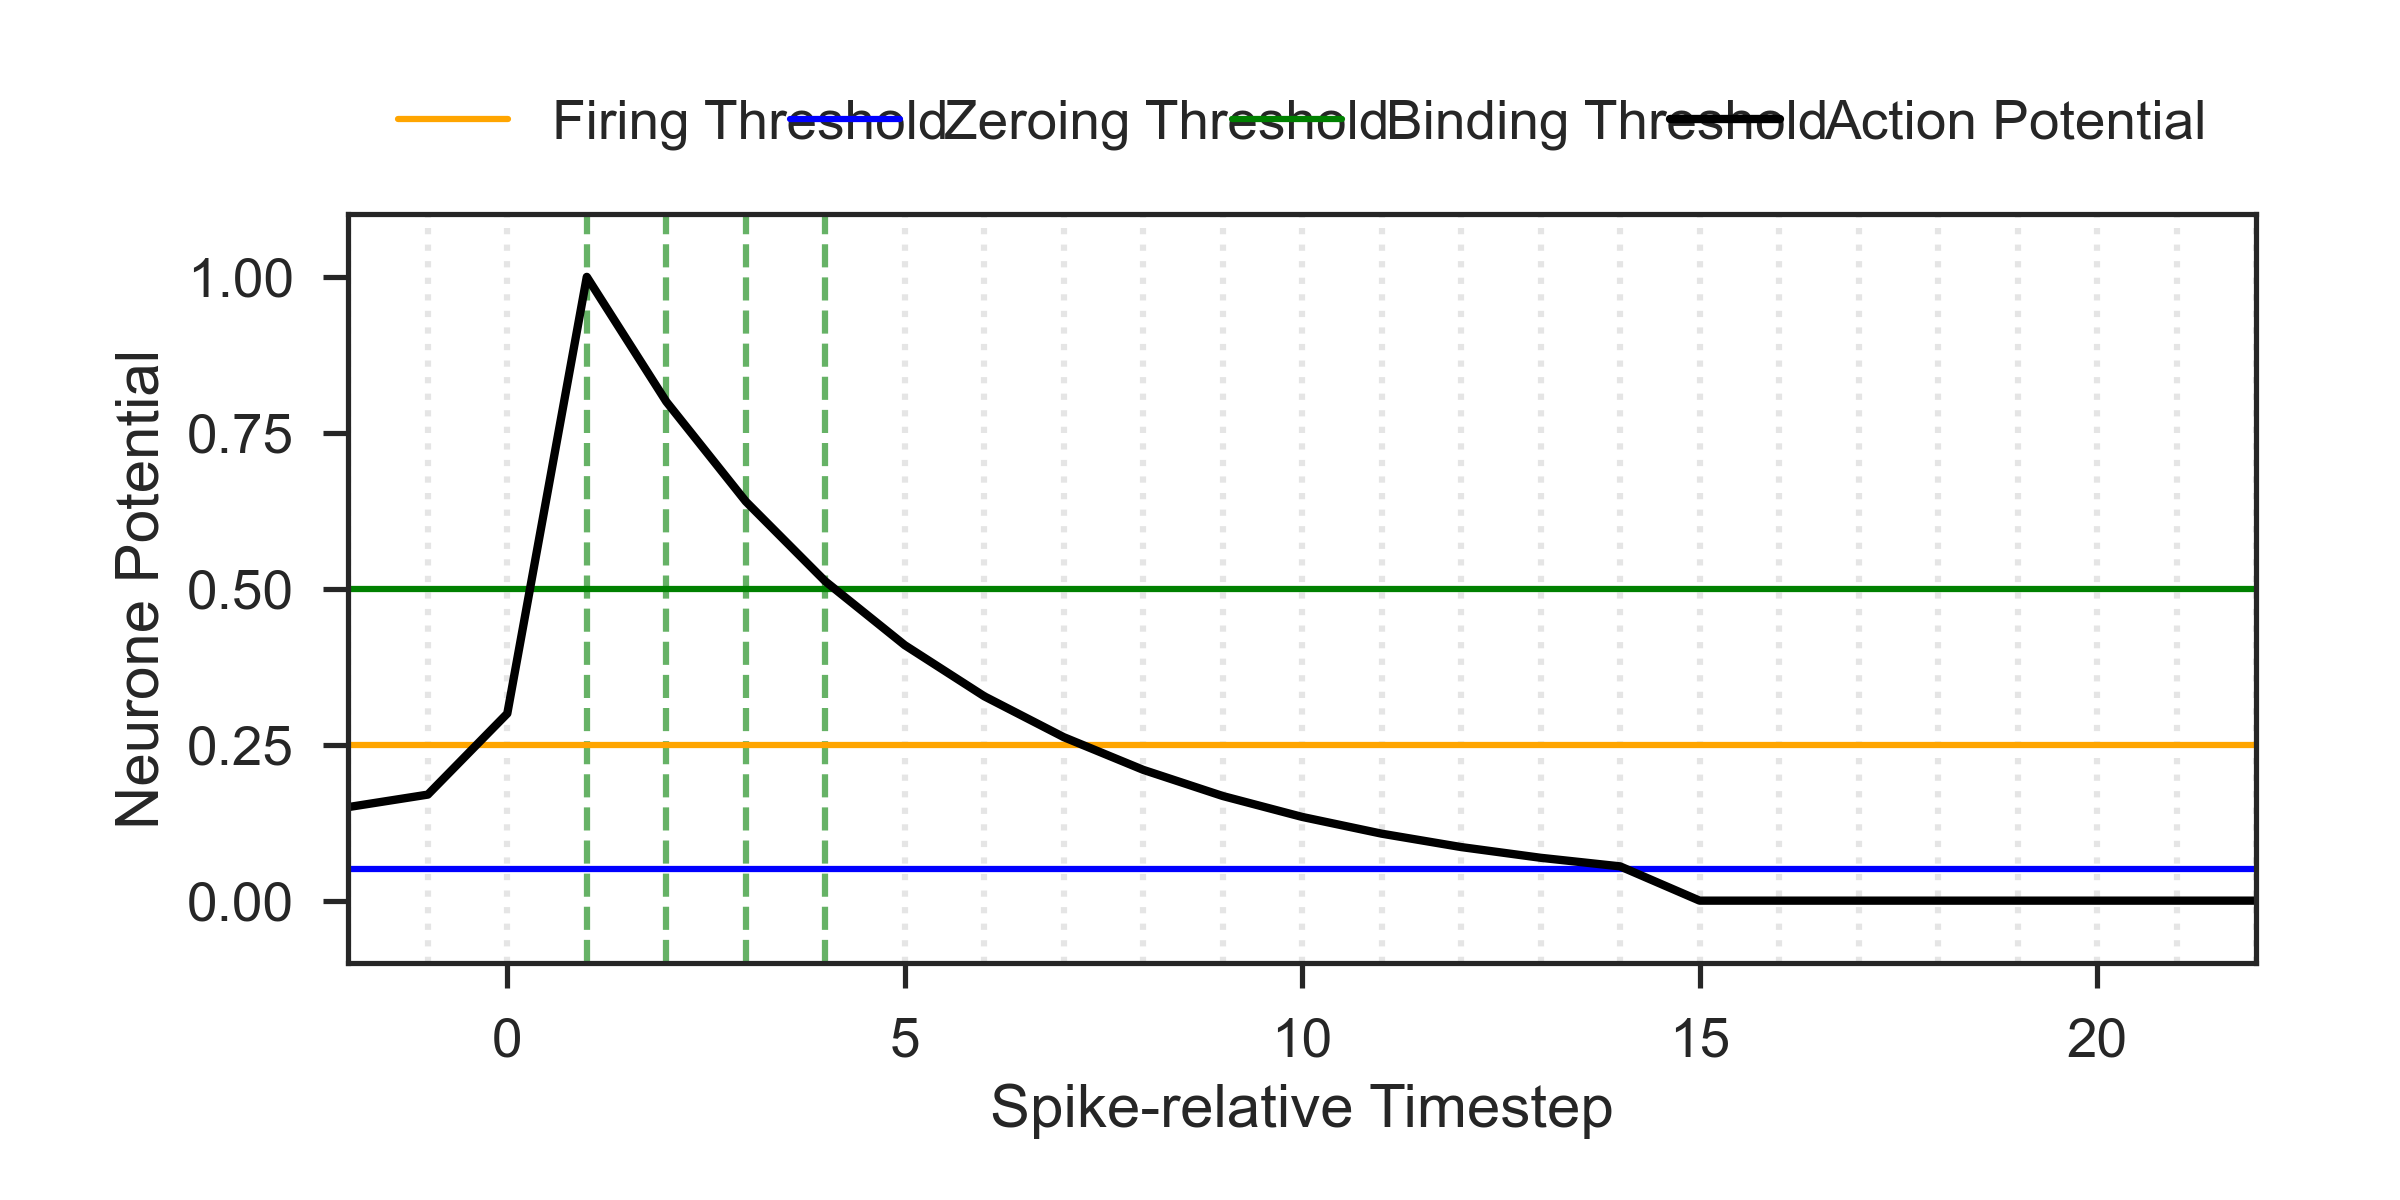 Firing Threshold Zeroing Threshold Binding Threshold Action Potential
1.00
0.75
0.50
0.25
0.00
Neurone Potential
0 5 10 15 20
Spike-relative Timestep